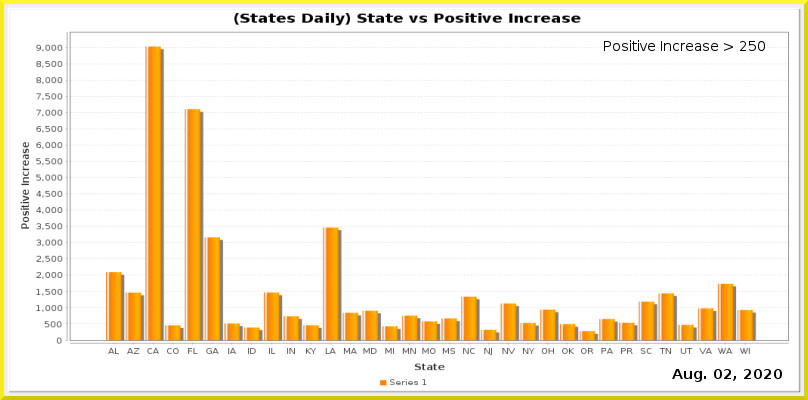 (States Daily) State vs Positive Increase
Positive Increase > 250
9,000
8,500
8,000
7,500
7,000
6,500
6,000
5,500
5,000
4,500
4,000
3,500
3,000
2,500
2,000
1,500
1,000
500
0
Positive Increase
AL AZ CA CO FL GA IA ID IL IN KY LA MA MD MI MN MO MS NC NJ NV NY OH OK OR PA PR SC TN UT VA WA WI
State
Series 1
Aug. 02, 2020